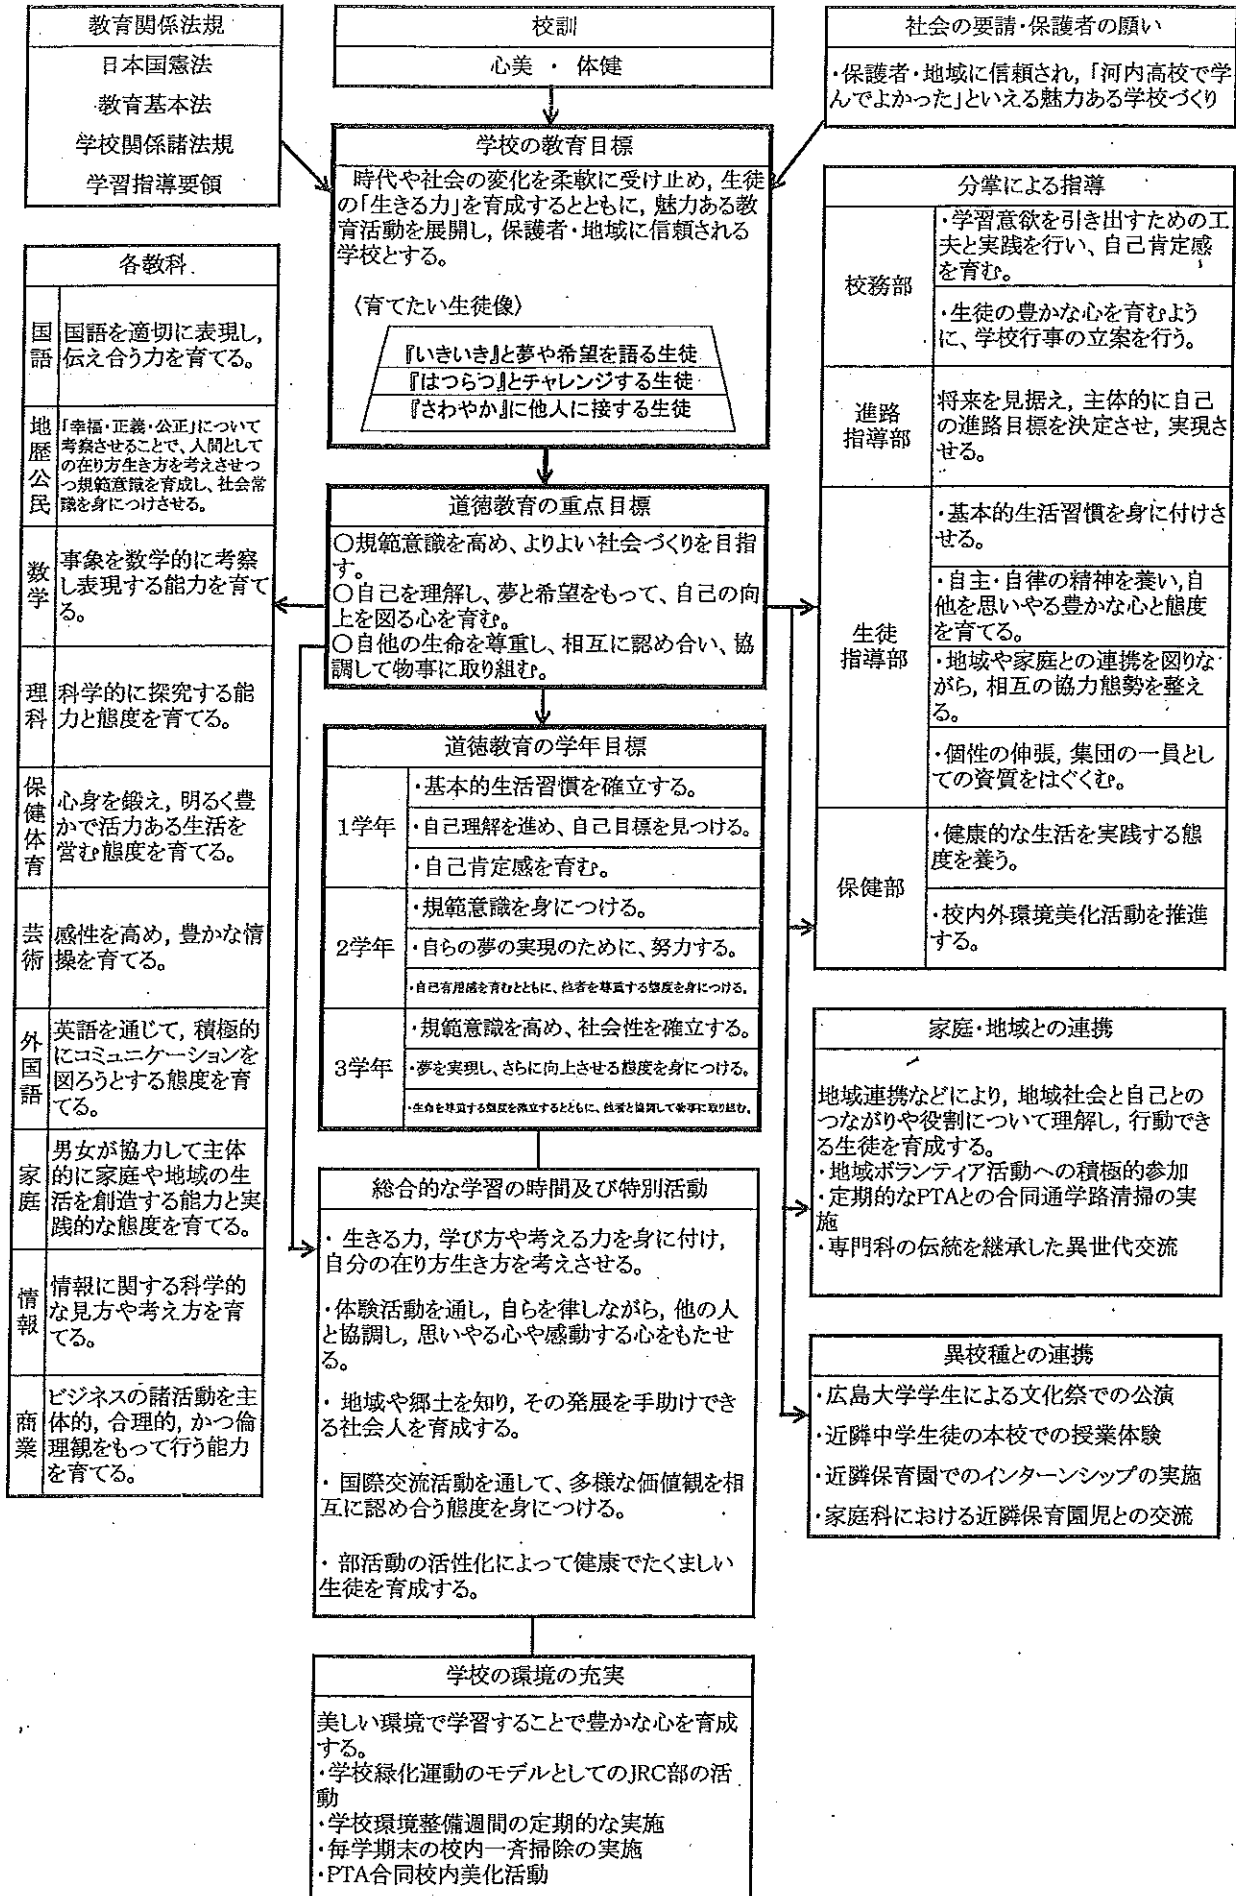 教育関係法規
日本国憲法
教育基本法
学校関係諸法規
学習指導要領
校訓
心美 ・ 体健
社会の要請・保護者の願い
・保護者・地域に信頼され,「河内高校で学
んでよかった」といえる魅力ある学校づくり
学校の教育目標
時代や社会の変化を柔軟に受け止め, 生徒
の「生きる力」を育成するとともに, 魅力ある教
育活動を展開し, 保護者・地域に信頼される
学校とする。
〈育てたい生徒像〉
『いきいき』と夢や希望を語る生徒
『はつらつ』とチャレンジする生徒
『さわやか』に他人に接する生徒
各教科
国語
国語を適切に表現し,
伝え合う力を育てる。
地歴公民
「幸福・正義・公正」について
考察させることで、人間として
の在り方生き方を考えさせつ
つ規範意識を育成し、社会常
識を身につけさせる。
数学
事象を数学的に考察
し表現する能力を育て
る。
理科
科学的に探究する能
力と態度を育てる。
保健体育
心身を鍛え, 明るく豊
かで活力ある生活を
営む態度を育てる。
芸術
感性を高め, 豊かな情
操を育てる。
外国語
英語を通じて, 積極的
にコミュニケーションを
図ろうとする態度を育
てる。
家庭
男女が協力して主体
的に家庭や地域の生
活を創造する能力と実
践的な態度を育てる。
情報
情報に関する科学的
な見方や考え方を育
てる。
商業
ビジネスの諸活動を主
体的, 合理的, かつ倫
理観をもって行う能力
を育てる。
道徳教育の重点目標
○規範意識を高め、よりよい社会づくりを目指
す。
○自己を理解し、夢と希望をもって、自己の向
上を図る心を育む。
○自他の生命を尊重し、相互に認め合い、協
調して物事に取り組む。
道徳教育の学年目標
1学年
・基本的生活習慣を確立する。
・自己理解を進め、自己目標を見つける。
・自己肯定感を育む。
2学年
・規範意識を身につける。
・自らの夢の実現のために、努力する。
・自己有用感を育むとともに、他者を尊重する態度を身につける。
3学年
・規範意識を高め、社会性を確立する。
・夢を実現し、さらに向上させる態度を身につける。
・生命を尊重する態度を確立するとともに、他者と協調して物事に取り組む。
総合的な学習の時間及び特別活動
・ 生きる力, 学び方や考える力を身に付け,
自分の在り方生き方を考えさせる。
・体験活動を通し, 自らを律しながら, 他の人
と協調し, 思いやる心や感動する心をもたせ
る。
・ 地域や郷土を知り, その発展を手助けでき
る社会人を育成する。
・ 国際交流活動を通して、多様な価値観を相
互に認め合う態度を身につける。
・ 部活動の活性化によって健康でたくましい
生徒を育成する。
学校の環境の充実
美しい環境で学習することで豊かな心を育成
する。
・学校緑化運動のモデルとしてのJRC部の活
動
・学校環境整備週間の定期的な実施
・毎学期末の校内一斉掃除の実施
・PTA合同校内美化活動
分掌による指導
校務部
・学習意欲を引き出すための工
夫と実践を行い、自己肯定感
を育む。
・生徒の豊かな心を育むよう
に、学校行事の立案を行う。
進路
指導部
将来を見据え, 主体的に自己
の進路目標を決定させ, 実現さ
せる。
生徒
指導部
・基本的生活習慣を身に付けさ
せる。
・自主・自律の精神を養い,自
他を思いやる豊かな心と態度
を育てる。
・地域や家庭との連携を図りな
がら, 相互の協力態勢を整え
る。
・個性の伸張, 集団の一員とし
ての資質をはぐくむ。
保健部
・健康的な生活を実践する態
度を養う。
・校内外環境美化活動を推進
する。
家庭・地域との連携
地域連携などにより, 地域社会と自己との
つながりや役割について理解し, 行動でき
る生徒を育成する。
・地域ボランティア活動への積極的参加
・定期的なPTAとの合同通学路清掃の実
施
・専門科の伝統を継承した異世代交流
異校種との連携
・広島大学学生による文化祭での公演
・近隣中学生徒の本校での授業体験
・近隣保育園でのインターンシップの実施
・家庭科における近隣保育園児との交流